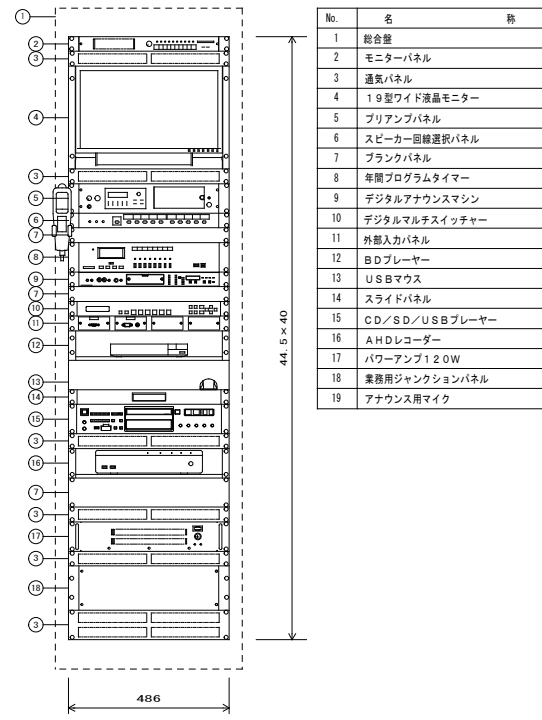 No. 名 称
1 総合盤
2 モニターパネル
3 通気パネル
4 19型ワイド液晶モニター
5 プリアンプパネル
6 スピーカー回線選択パネル
7 ブランクパネル
8 年間プログラムタイマー
9 デジタルアナウンスマシン
10 デジタルマルチスイッチャー
11 外部入力パネル
12 BDプレーヤー
13 USBマウス
14 スライドパネル
15 CD/SD/USBプレーヤー
16 AHDレコーダー
17 パワーアンプ120W
18 業務用ジャンクションパネル
19 アナウンス用マイク
1
2
3
4
3
5
6
7
8
9
7
10
11
12
13
14
15
3
16
7
3
17
3
18
3
44.5×40
486